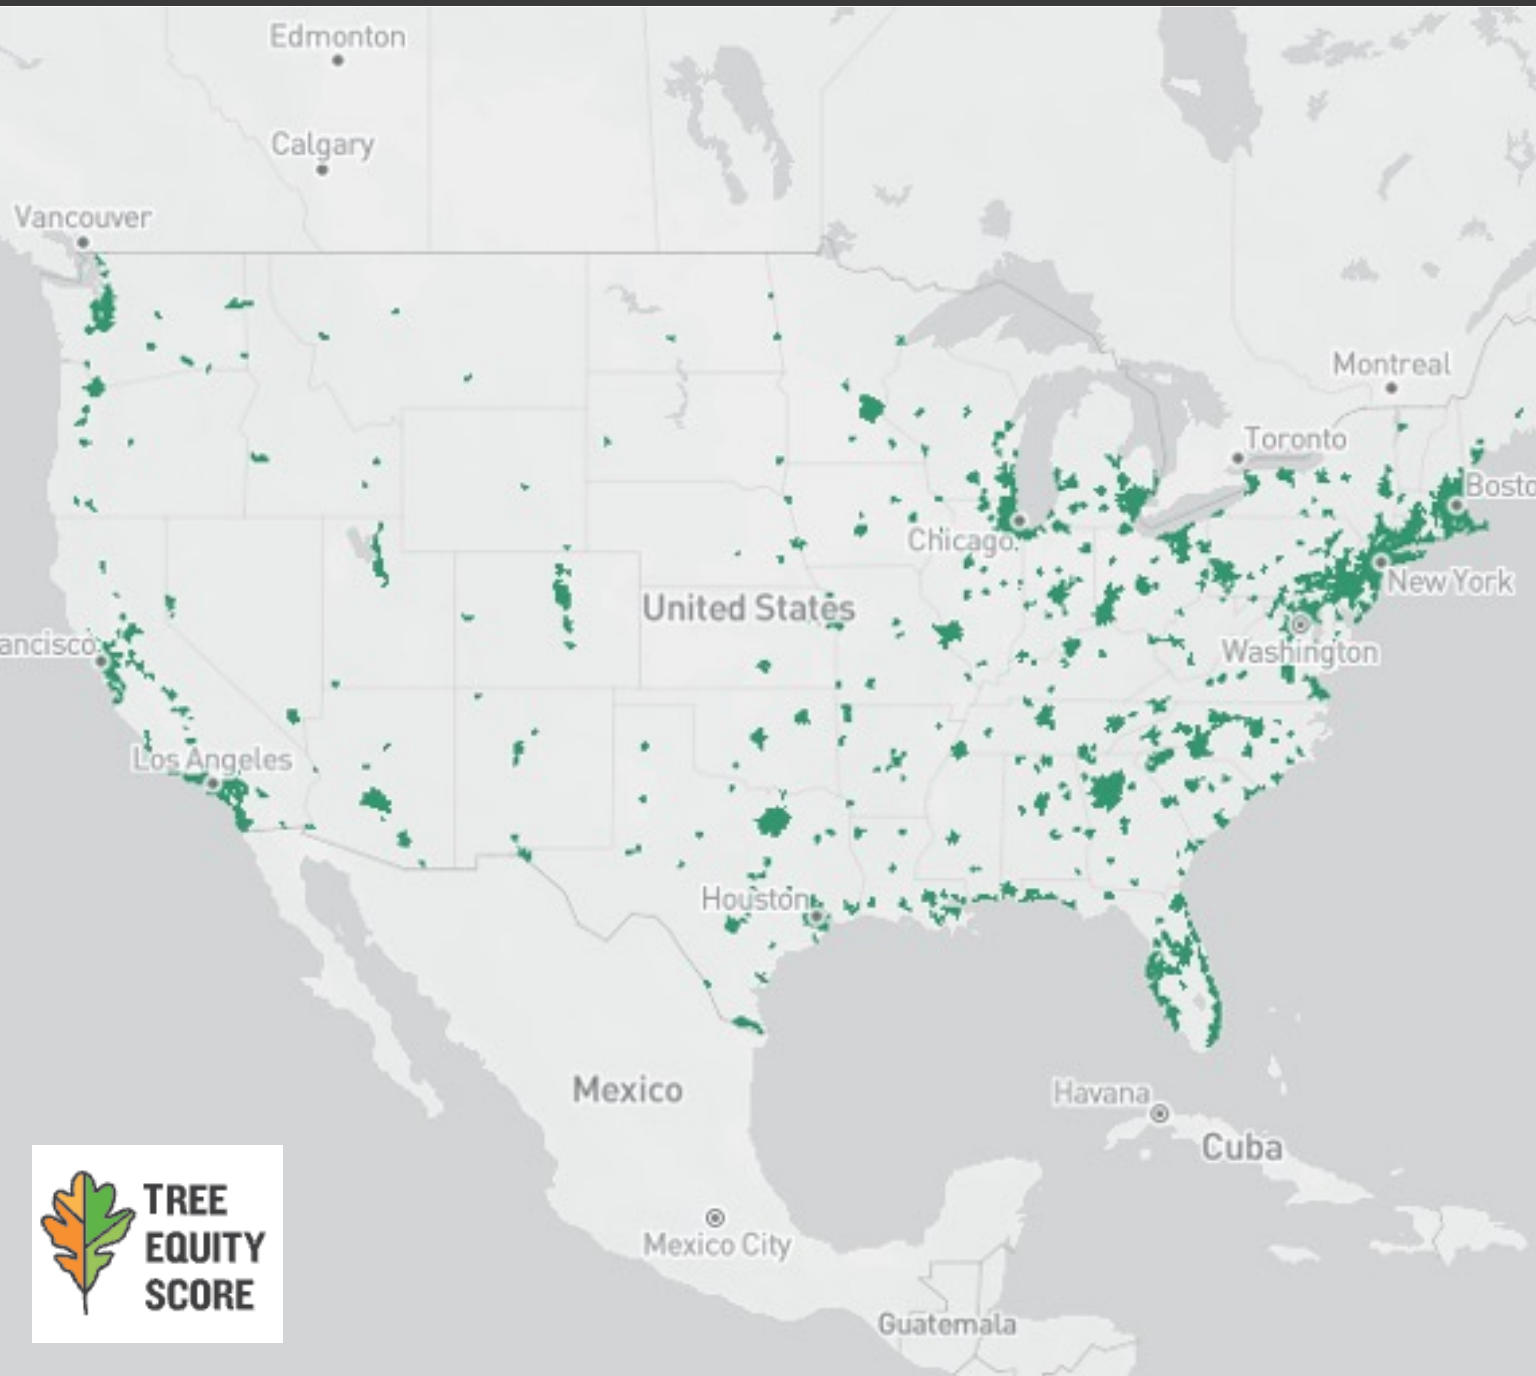 Edmonton
Calgary
Vancouver
Montreal
Toronto
Bosto
Chicago
New York
United States
ancisco
Washington
Los Angeles
Houston
Mexico
Havana
Cuba
Mexico City
Guatemala
TREE
EQUITY
SCORE